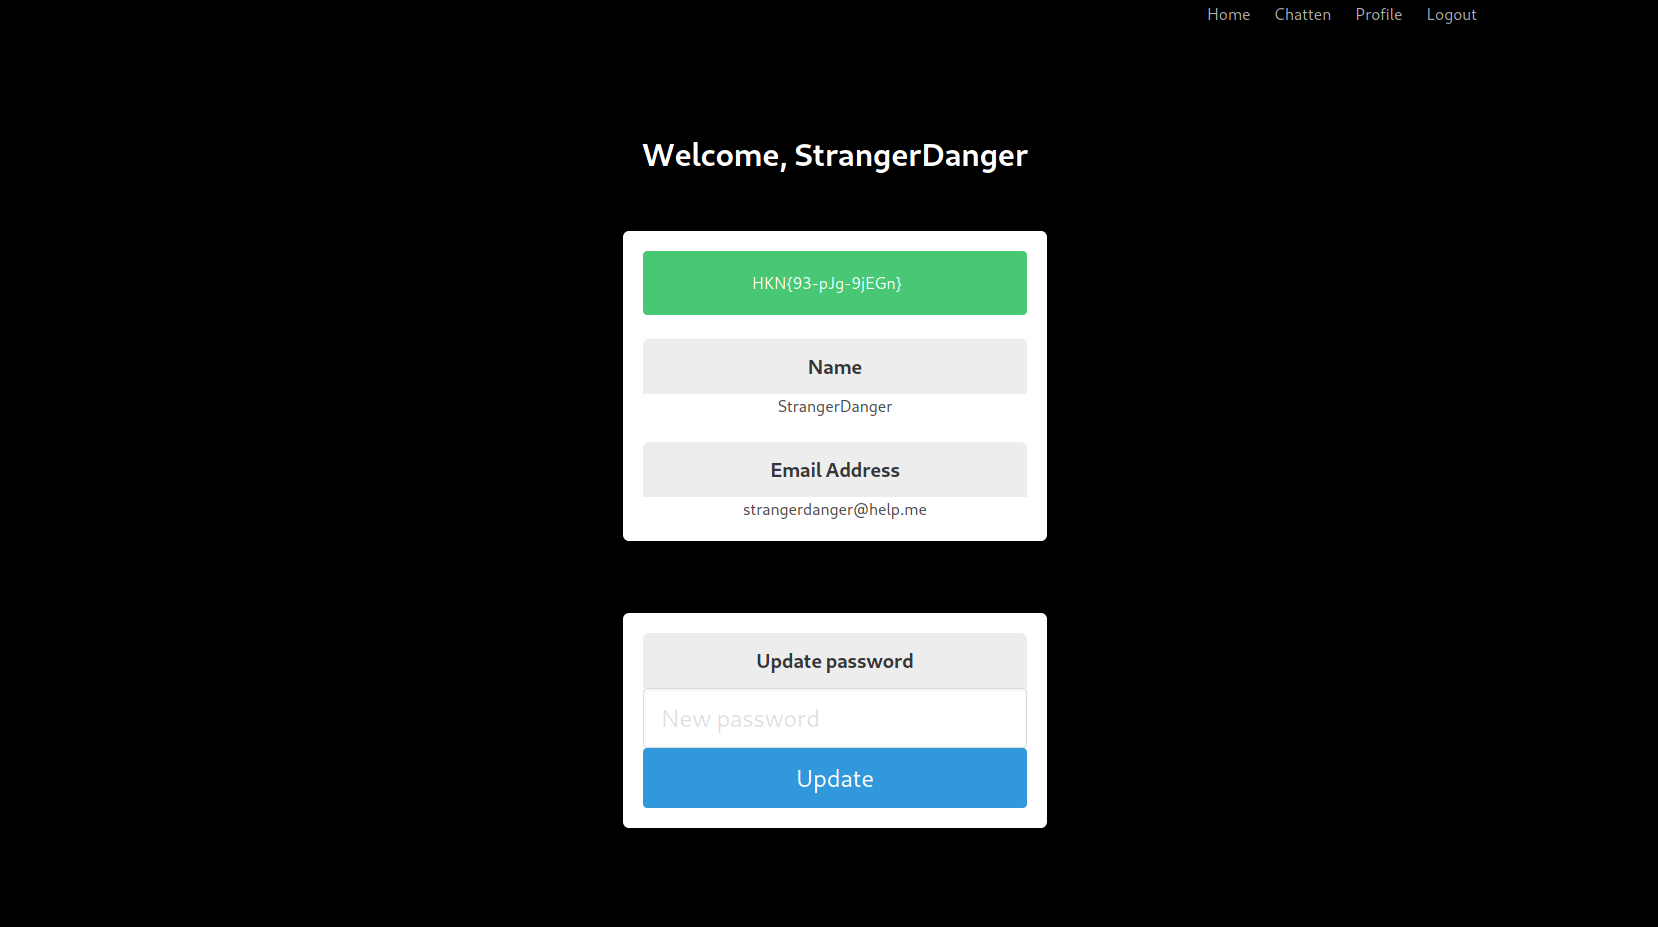 Home Chatten Profile Logout
Welcome, StrangerDanger
HKN{93-pJg-9jEGn}
Name
StrangerDanger
Email Address
strangerdanger@help.me
Update password
New password
Update